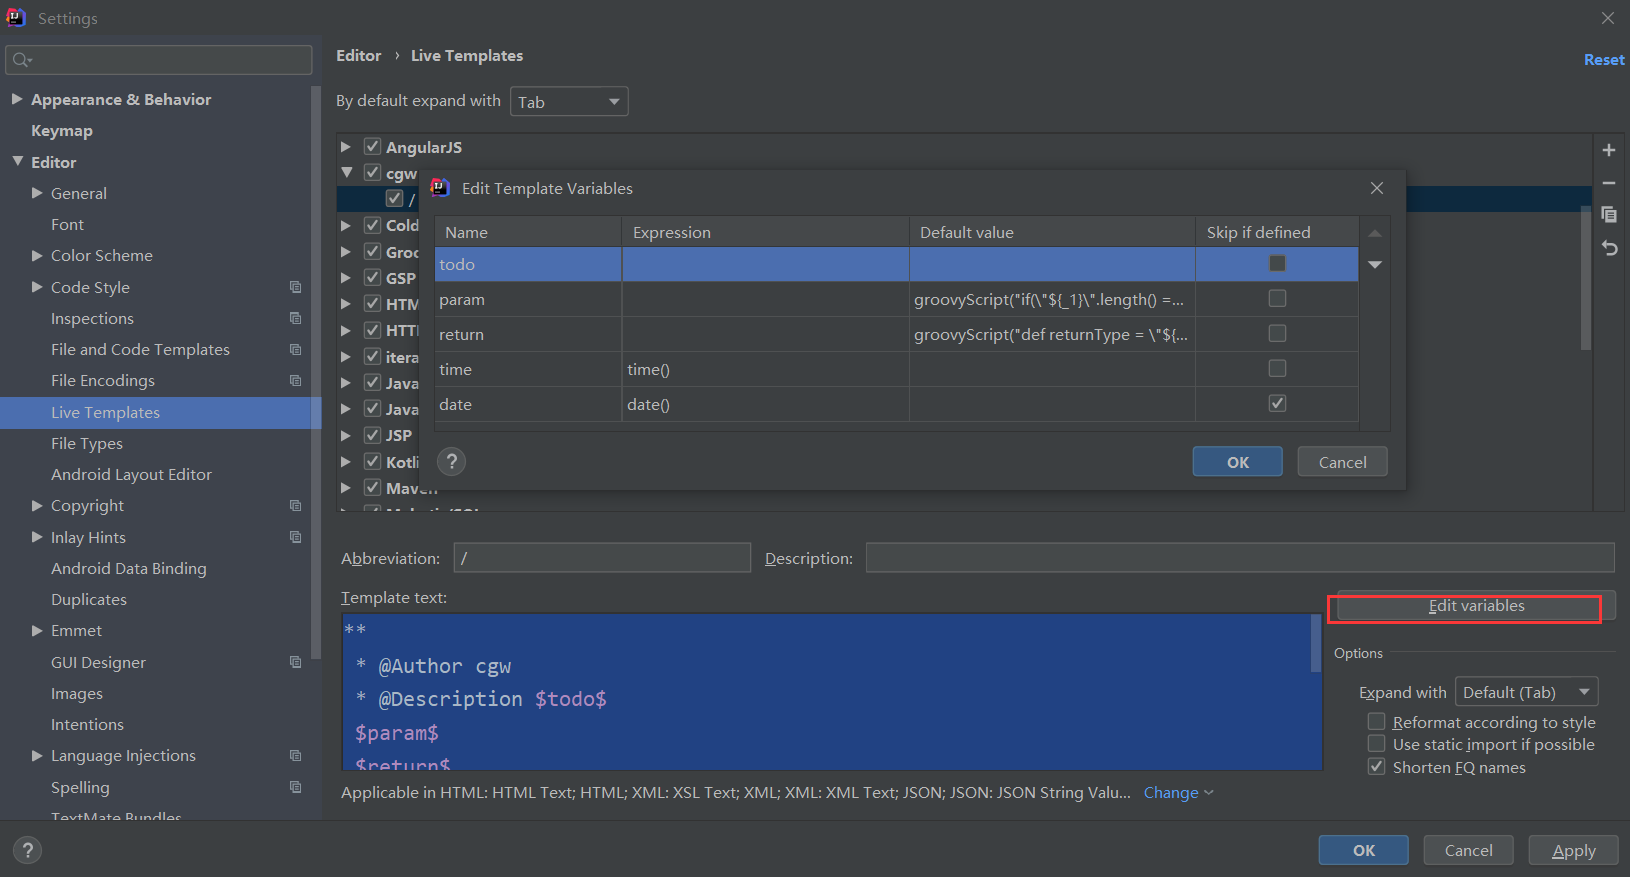 Settings
Editor › Live Templates
Reset
By default expand with Tab
Appearance & Behavior
Keymap
Editor
General
Font
Color Scheme
Code Style
Inspections
File and Code Templates
File Encodings
Live Templates
File Types
Android Layout Editor
Copyright
Inlay Hints
Android Data Binding
Duplicates
Emmet
GUI Designer
Images
Intentions
Language Injections
Spelling
TextMate Bundles
AngularJS
cgw
/
Cold
Groo
GSP
HTM
HTT
itera
Java
Java
JSP
Kotli
Maven
Edit Template Variables
Name Expression Default value Skip if defined
todo
param groovyScript("if(\"${_1}\".length() =...
return groovyScript("def returnType = \"${...
time time()
date date()
? OK Cancel
Abbreviation: / Description:
Template text:
Edit variables
**
* @Author cgw
* @Description $todo$
$param$
$return$
Options
Expand with Default (Tab)
Reformat according to style
Use static import if possible
Shorten FQ names
Applicable in HTML: HTML Text; HTML; XML: XSL Text; XML; XML: XML Text; JSON; JSON: JSON String Valu... Change
? OK Cancel Apply